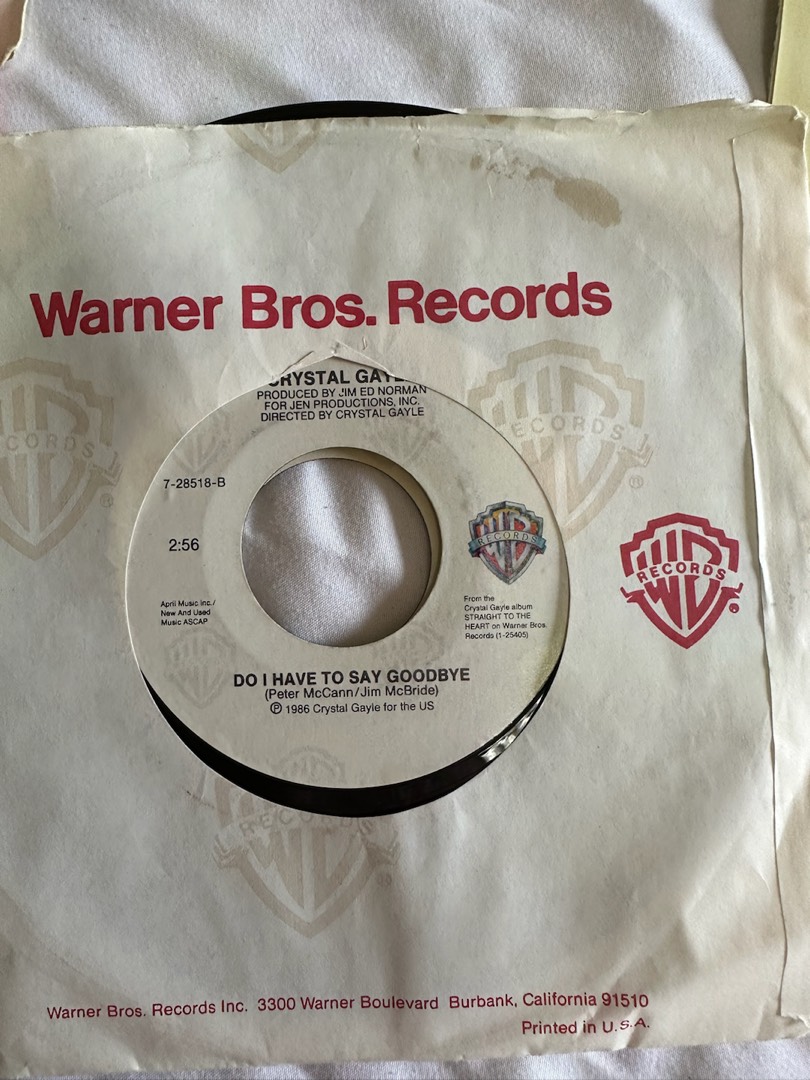 Warner Bros. Records
CRYSTAL GAYLE
PRODUCED BY JIM ED NORMAN
FOR JEN PRODUCTIONS, INC.
DIRECTED BY CRYSTAL GAYLE
7-28518-B
2:56
April Music Inc./
New And Used
Music ASCAP
RECORDS
From the
Crystal Gayle album
STRAIGHT TO THE
HEART on Warner Bros.
Records (1-25405)
DO I HAVE TO SAY GOODBYE
(Peter McCann/Jim McBride)
℗ 1986 Crystal Gayle for the US
RECORDS
RECORDS
RECORDS
RECORDS
Warner Bros. Records Inc. 3300 Warner Boulevard Burbank, California 91510
Printed in U.S.A.